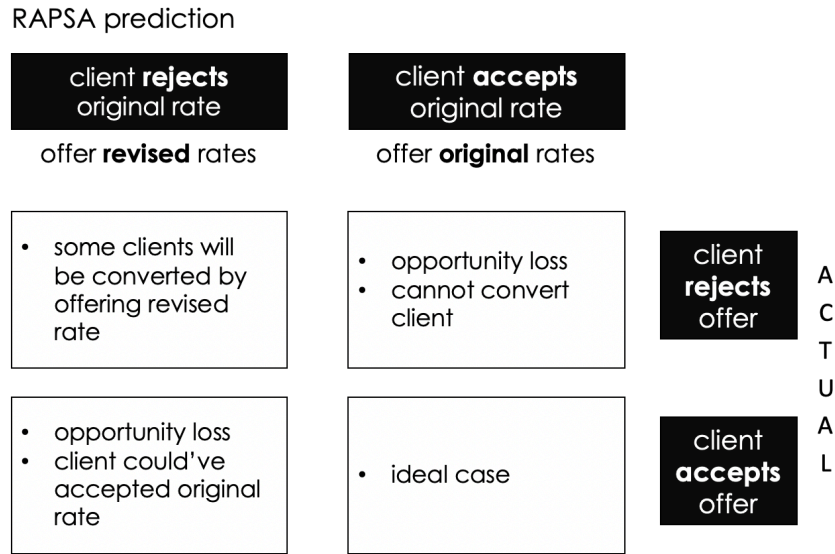 RAPSA prediction
client rejects
original rate
client accepts
original rate
offer revised rates
offer original rates
• some clients will
be converted by
offering revised
rate
• opportunity loss
• cannot convert
client
client
rejects
offer
• opportunity loss
• client could've
accepted original
rate
• ideal case
client
accepts
offer
A
C
T
U
A
L